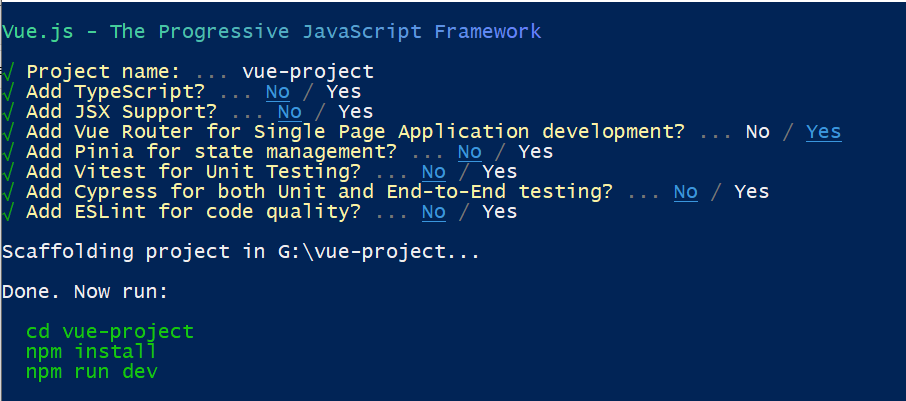 Vue.js - The Progressive JavaScript Framework
√ Project name: ... vue-project
√ Add TypeScript? ... No / Yes
√ Add JSX Support? ... No / Yes
√ Add Vue Router for Single Page Application development? ... No / Yes
√ Add Pinia for state management? ... No / Yes
√ Add Vitest for Unit Testing? ... No / Yes
√ Add Cypress for both Unit and End-to-End testing? ... No / Yes
√ Add ESLint for code quality? ... No / Yes
Scaffolding project in G:\vue-project...
Done. Now run:
cd vue-project
npm install
npm run dev